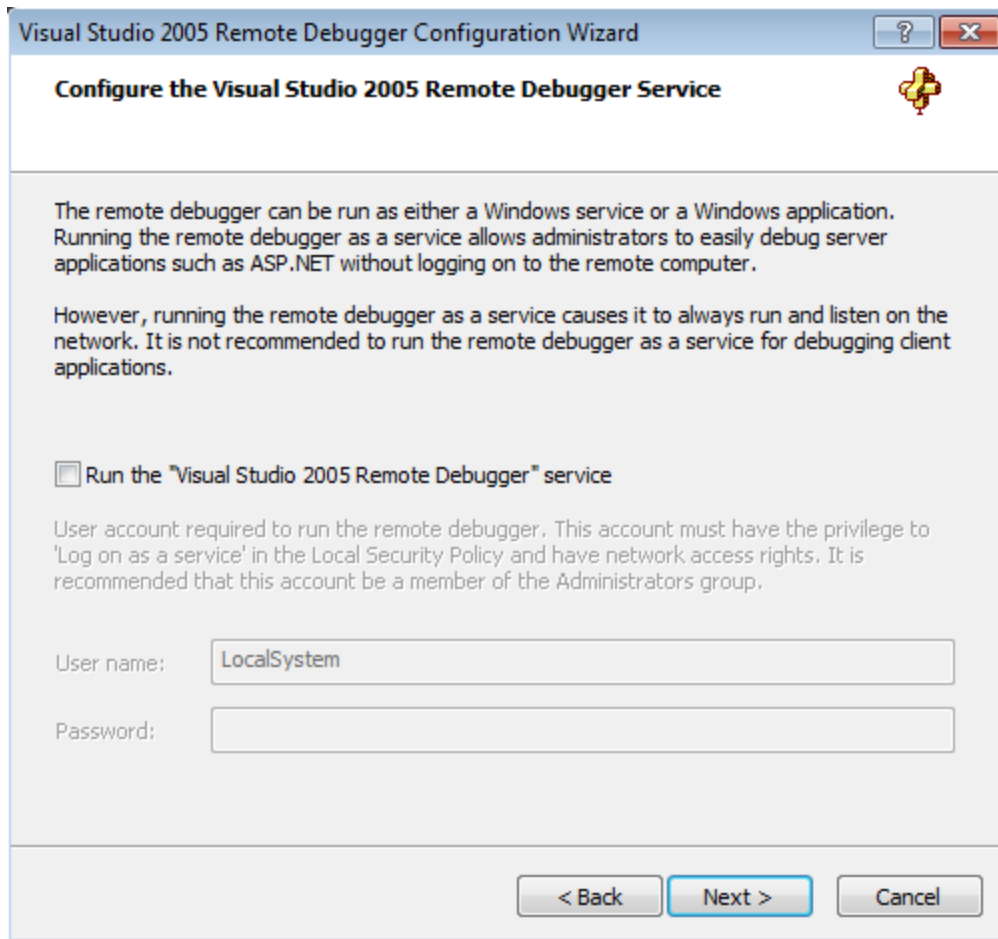 Visual Studio 2005 Remote Debugger Configuration Wizard
Configure the Visual Studio 2005 Remote Debugger Service
The remote debugger can be run as either a Windows service or a Windows application.
Running the remote debugger as a service allows administrators to easily debug server
applications such as ASP.NET without logging on to the remote computer.
However, running the remote debugger as a service causes it to always run and listen on the
network. It is not recommended to run the remote debugger as a service for debugging client
applications.
Run the "Visual Studio 2005 Remote Debugger" service
User account required to run the remote debugger. This account must have the privilege to
'Log on as a service' in the Local Security Policy and have network access rights. It is
recommended that this account be a member of the Administrators group.
User name: LocalSystem
Password:
< Back Next > Cancel